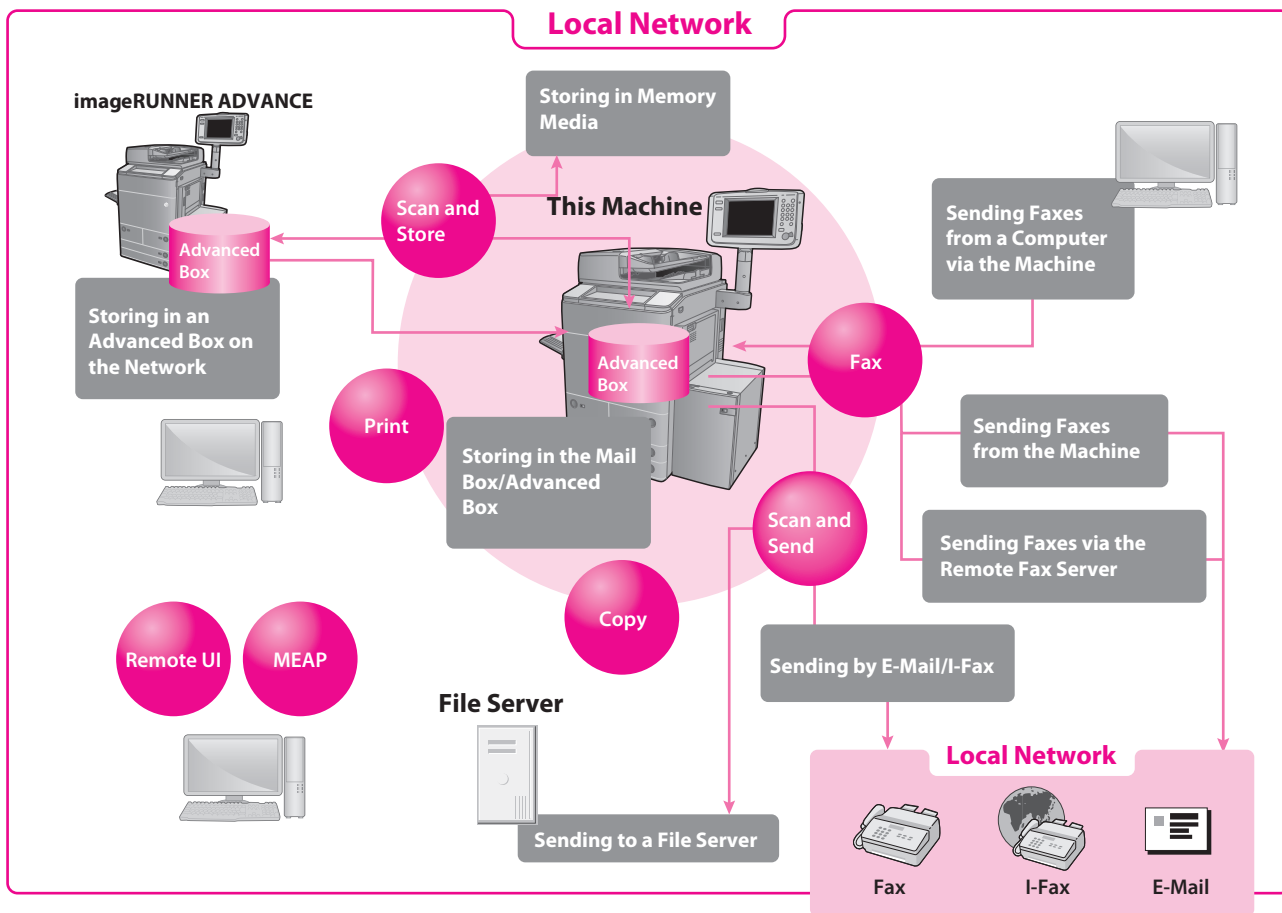 Local Network
imageRUNNER ADVANCE
Storing in Memory
Media
Scan and
Store
This Machine
Sending Faxes
from a Computer
via the Machine
Advanced
Box
Storing in an
Advanced Box on
the Network
Advanced
Box
Fax
Print
Storing in the Mail
Box/Advanced
Box
Sending Faxes
from the Machine
Scan and
Send
Sending Faxes via the
Remote Fax Server
Copy
Remote UI
MEAP
Sending by E-Mail/I-Fax
File Server
Sending to a File Server
Local Network
Fax
I-Fax
E-Mail